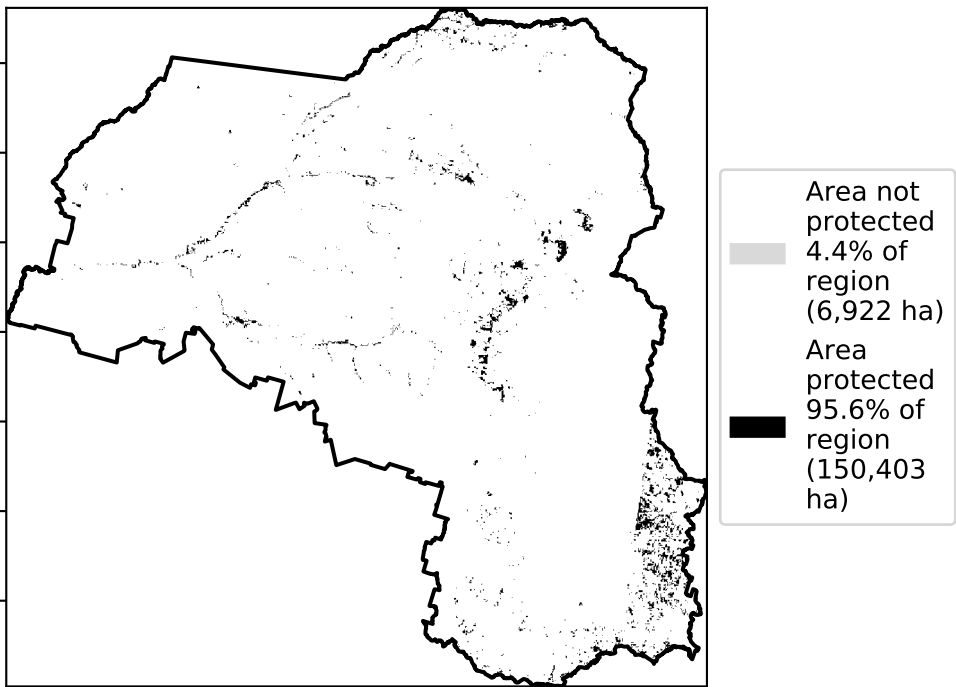 Area not
protected
4.4% of
region
(6,922 ha)
Area
protected
95.6% of
region
(150,403
ha)